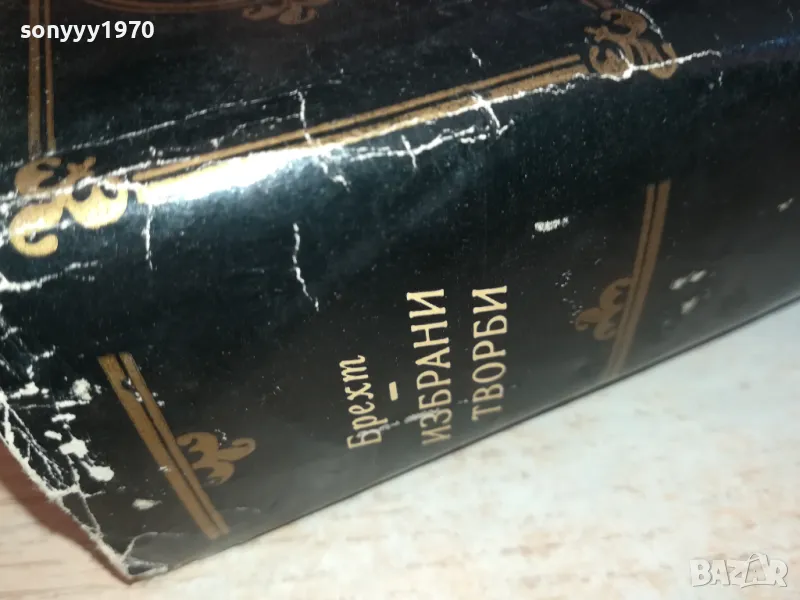 sonyyy1970
Брехт
-
ИЗБРАНИ
ТВОРБИ
BAZAR